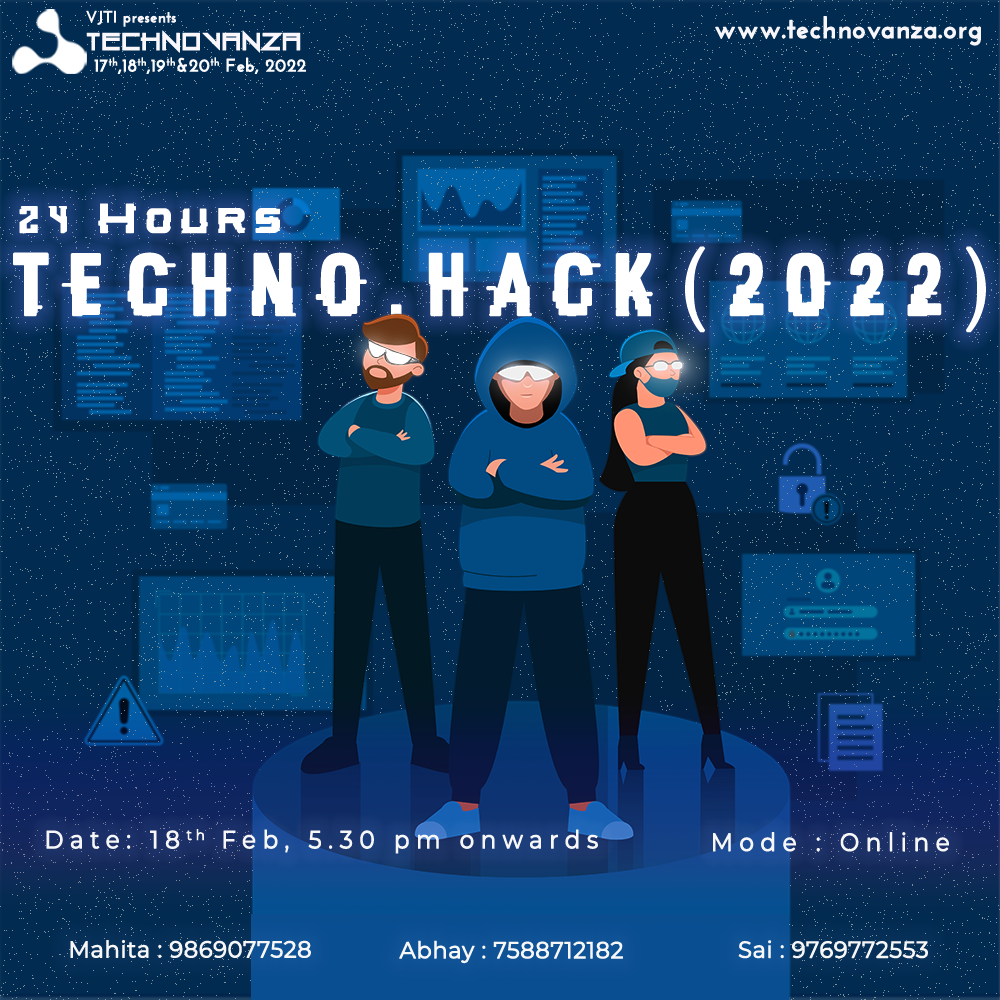 VJTI presents
TECHNOVANZA
17th,18th,19th&20th Feb, 2022
www.technovanza.org
24 Hours
TECHNO.HACK(2022)
Date: 18th Feb, 5.30 pm onwards
Mode : Online
Mahita : 9869077528
Abhay : 7588712182
Sai : 9769772553